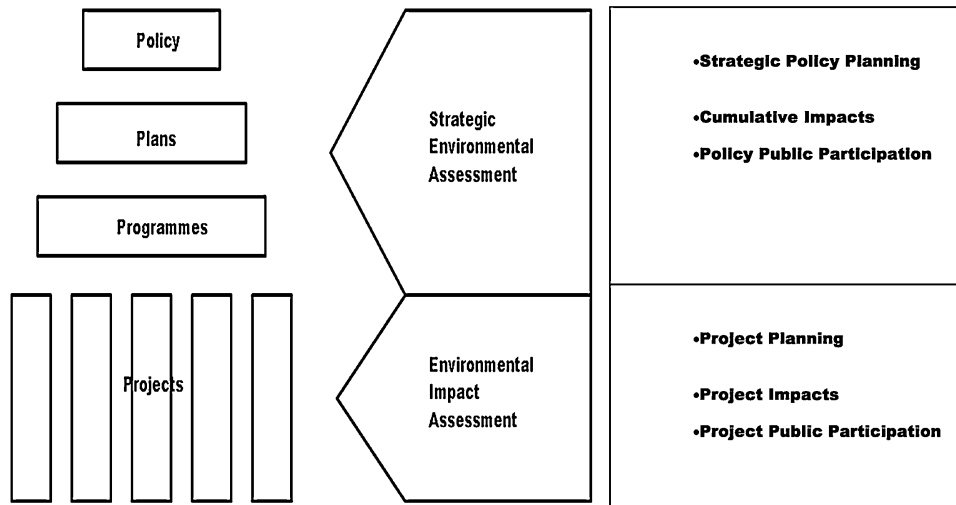 Policy
Plans
Programmes
Projects
Strategic
Environmental
Assessment
Environmental
Impact
Assessment
•Strategic Policy Planning
•Cumulative Impacts
•Policy Public Participation
•Project Planning
•Project Impacts
•Project Public Participation